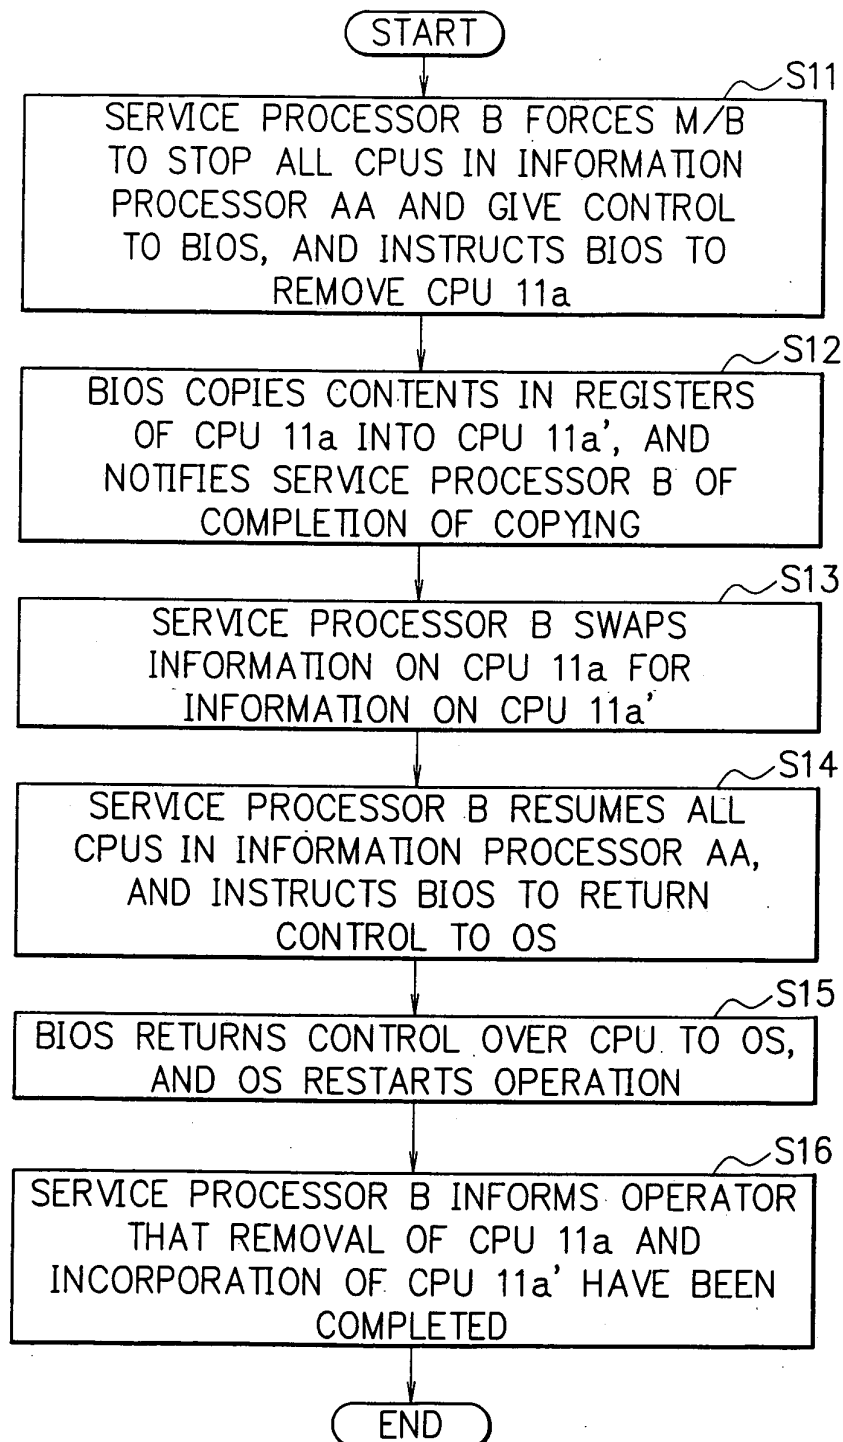 START
S11
SERVICE PROCESSOR B FORCES M/B
TO STOP ALL CPUS IN INFORMATION
PROCESSOR AA AND GIVE CONTROL
TO BIOS, AND INSTRUCTS BIOS TO
REMOVE CPU 11a
S12
BIOS COPIES CONTENTS IN REGISTERS
OF CPU 11a INTO CPU 11a', AND
NOTIFIES SERVICE PROCESSOR B OF
COMPLETION OF COPYING
S13
SERVICE PROCESSOR B SWAPS
INFORMATION ON CPU 11a FOR
INFORMATION ON CPU 11a'
S14
SERVICE PROCESSOR B RESUMES ALL
CPUS IN INFORMATION PROCESSOR AA,
AND INSTRUCTS BIOS TO RETURN
CONTROL TO OS
S15
BIOS RETURNS CONTROL OVER CPU TO OS,
AND OS RESTARTS OPERATION
S16
SERVICE PROCESSOR B INFORMS OPERATOR
THAT REMOVAL OF CPU 11a AND
INCORPORATION OF CPU 11a' HAVE BEEN
COMPLETED
END